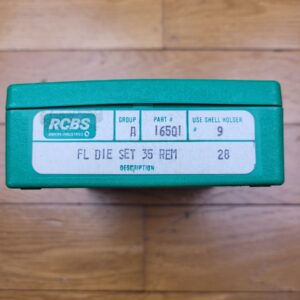 RCBS
GROUP PART # USE SHELL HOLDER
A 16501 # 9
FL DIE SET 35 REM 28
DESCRIPTION